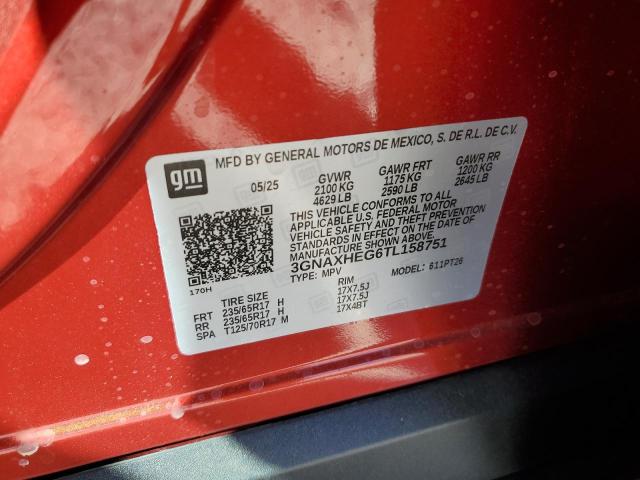 gm
MFD BY GENERAL MOTORS DE MEXICO, S. DE R.L. DE C.V.
05/25 GVWR GAWR FRT GAWR RR
2100 KG 1175 KG 1200 KG
4629 LB 2590 LB 2645 LB
THIS VEHICLE CONFORMS TO ALL
APPLICABLE U.S. FEDERAL MOTOR
VEHICLE SAFETY AND THEFT PREVENTION
STANDARDS IN EFFECT ON THE DATE OF
MANUFACTURE SHOWN ABOVE.
3GNAXHEG6TL158751
TYPE: MPV MODEL: 611PT26
170H
TIRE SIZE RIM
FRT 235/65R17 H 17X7.5J
RR 235/65R17 H 17X7.5J
SPA T125/70R17 M 17X4BT